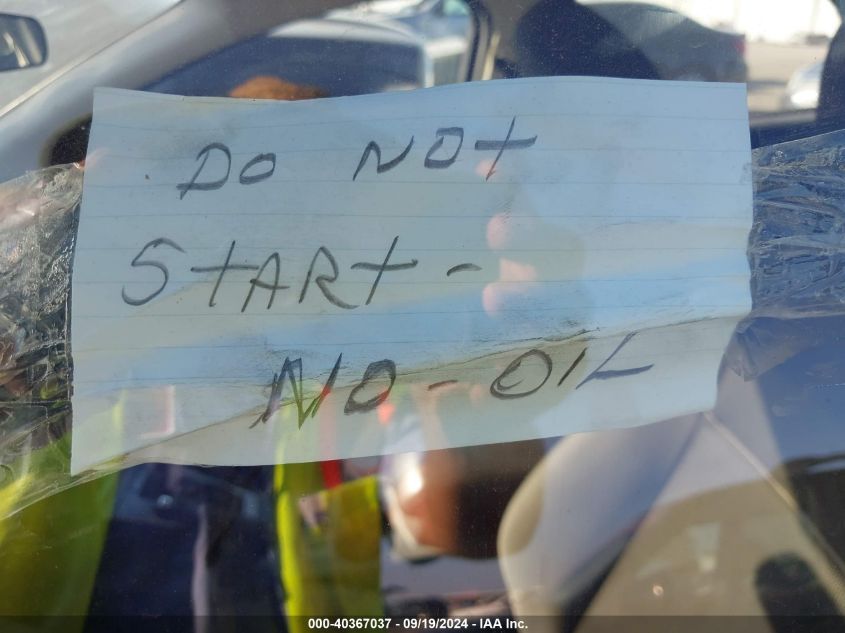 DO NOt
StARt -
NO - OIL
000-40367037 - 09/19/2024 - IAA Inc.